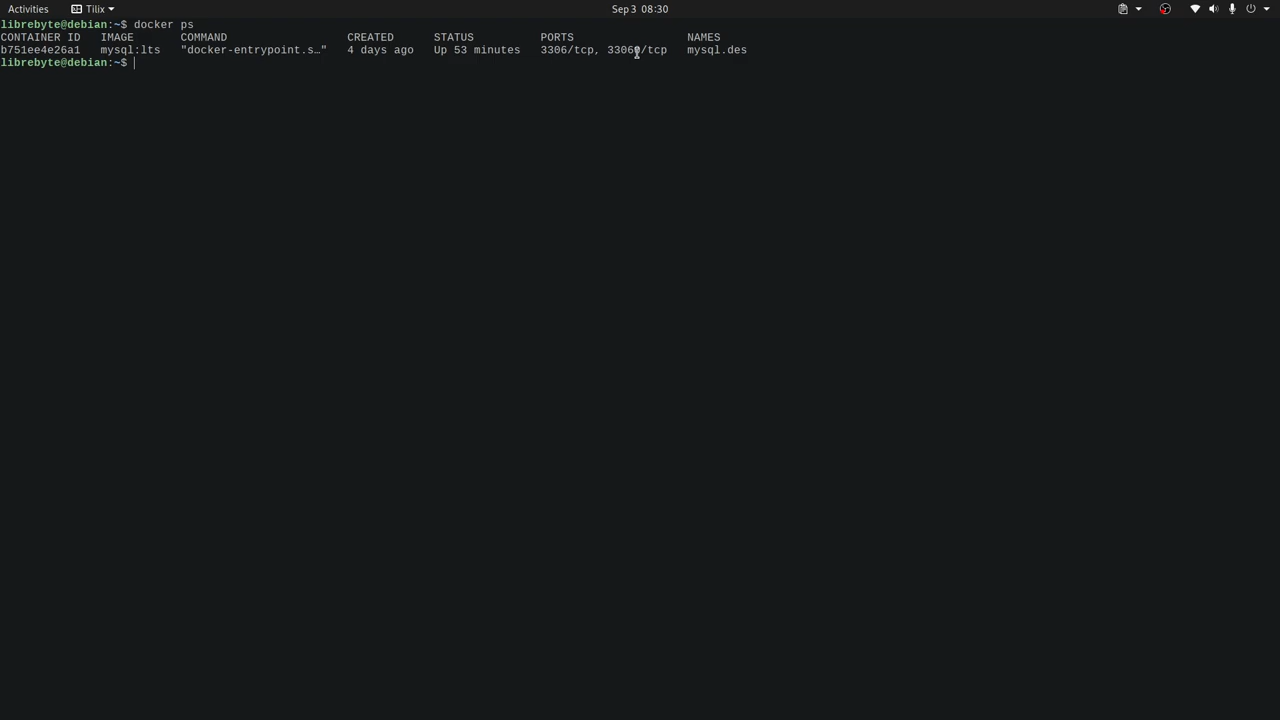 Activities Tilix Sep 3 08:30
librebyte@debian:~$ docker ps
CONTAINER ID IMAGE COMMAND CREATED STATUS PORTS NAMES
b751ee4e26a1 mysql:lts "docker-entrypoint.s…" 4 days ago Up 53 minutes 3306/tcp, 33060/tcp mysql.des
librebyte@debian:~$